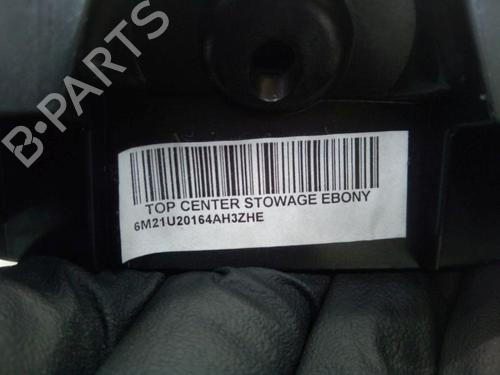 B-PARTS
TOP CENTER STOWAGE EBONY
6M21U20164AH3ZHE